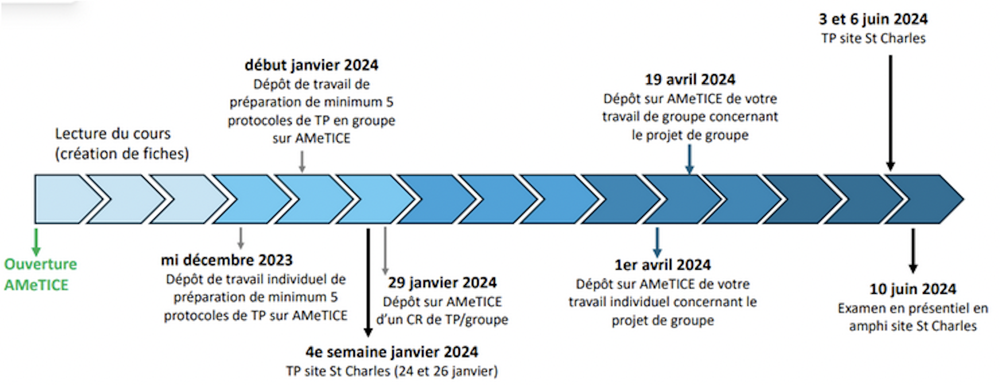 3 et 6 juin 2024
TP site St Charles
début janvier 2024
Dépôt de travail de
préparation de minimum 5
protocoles de TP en groupe
sur AMeTICE
19 avril 2024
Dépôt sur AMeTICE de votre
travail de groupe concernant
le projet de groupe
Lecture du cours
(création de fiches)
Ouverture
AMeTICE
mi décembre 2023
Dépôt de travail individuel de
préparation de minimum 5
protocoles de TP sur AMeTICE
29 janvier 2024
Dépôt sur AMeTICE
d'un CR de TP/groupe
4e semaine janvier 2024
TP site St Charles (24 et 26 janvier)
1er avril 2024
Dépôt sur AMeTICE de votre
travail individuel concernant le
projet de groupe
10 juin 2024
Examen en présentiel en
amphi site St Charles